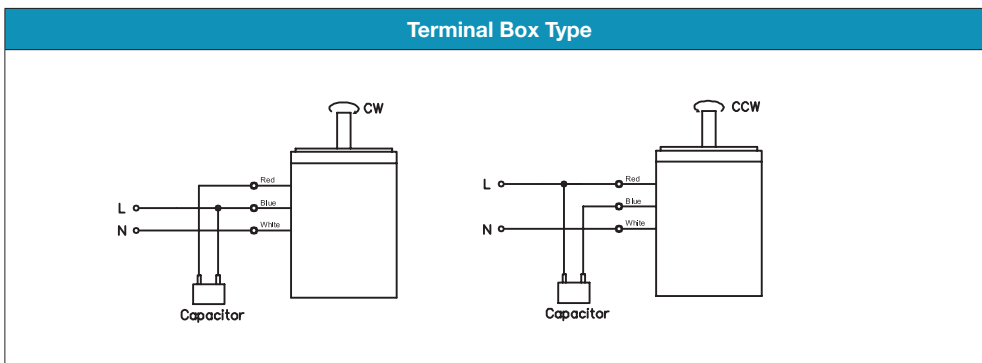 Terminal Box Type
CW
Red
L
Blue
N
White
Capacitor
CCW
L
Red
Blue
N
White
Capacitor